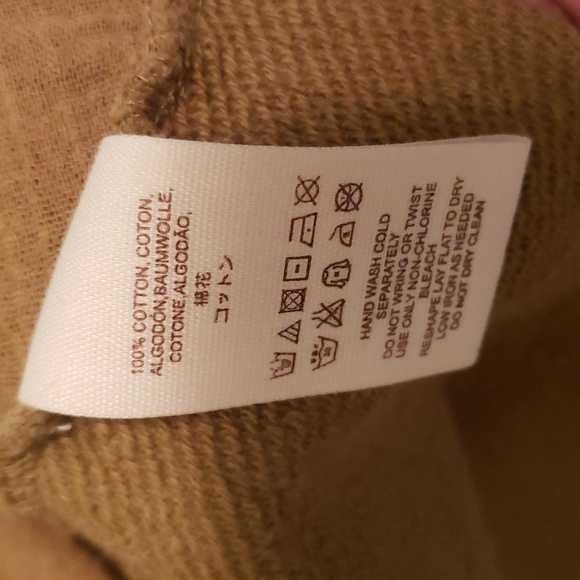 100% COTTON, COTON,
ALGODÓN,BAUMWOLLE,
COTONE,ALGODÃO,
棉花
コットン
HAND WASH COLD
SEPARATELY
DO NOT WRING OR TWIST
USE ONLY NON-CHLORINE
BLEACH
RESHAPE LAY FLAT TO DRY
LOW IRON AS NEEDED
DO NOT DRY CLEAN